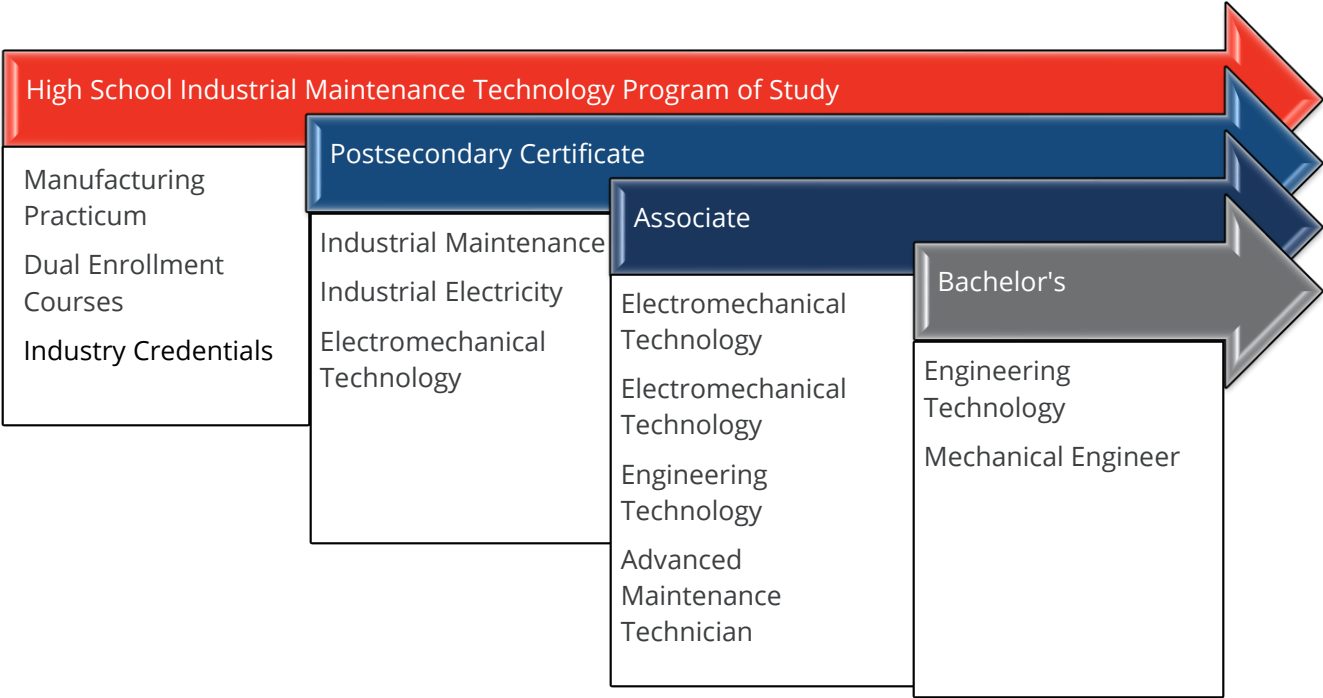 High School Industrial Maintenance Technology Program of Study
Manufacturing
Practicum
Dual Enrollment
Courses
Industry Credentials
Postsecondary Certificate
Industrial Maintenance
Industrial Electricity
Electromechanical
Technology
Associate
Electromechanical
Technology
Electromechanical
Technology
Engineering
Technology
Advanced
Maintenance
Technician
Bachelor's
Engineering
Technology
Mechanical Engineer